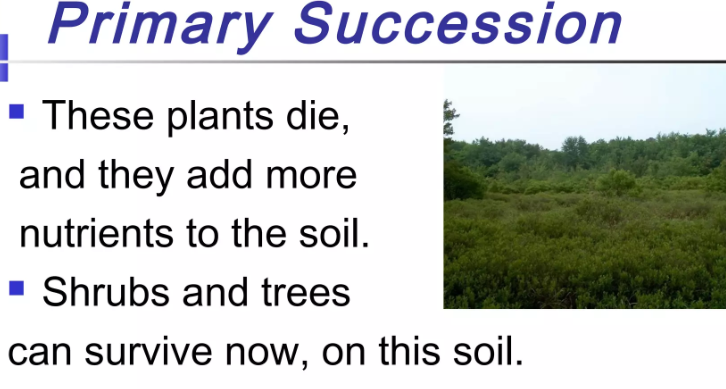 Primary Succession
These plants die,
and they add more
nutrients to the soil.
Shrubs and trees
can survive now, on this soil.